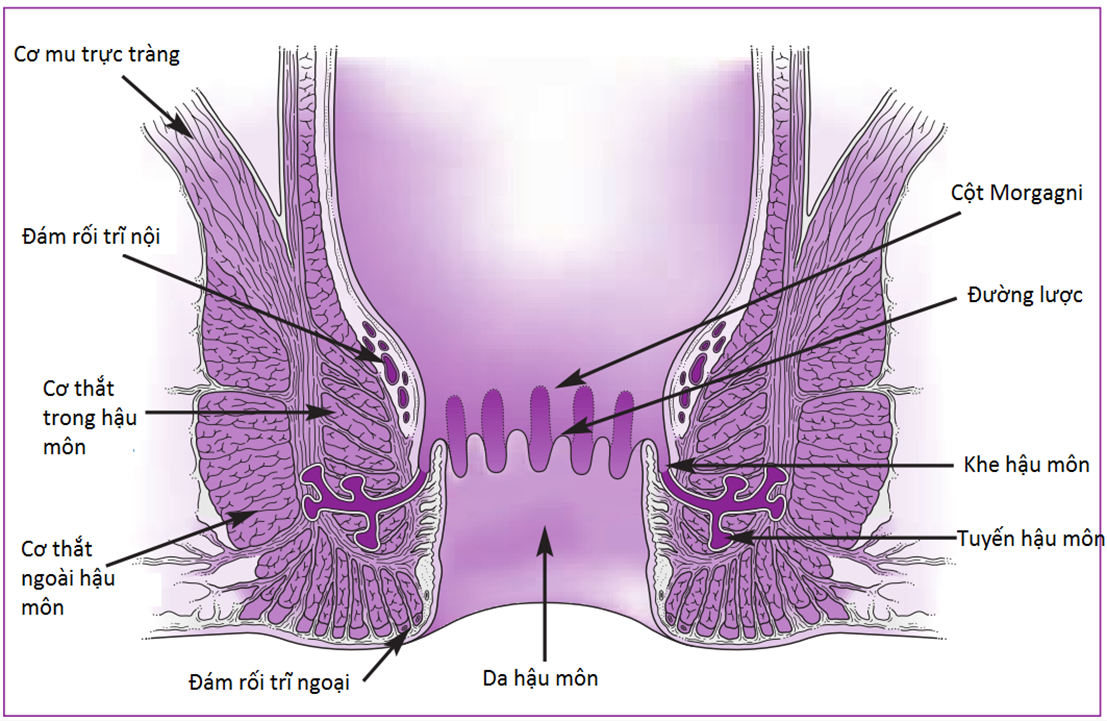 Cơ mu trực tràng
Đám rối trĩ nội
Cơ thắt
trong hậu
môn
Cơ thắt
ngoài hậu
môn
Đám rối trĩ ngoại
Da hậu môn
Cột Morgagni
Đường lược
Khe hậu môn
Tuyến hậu môn